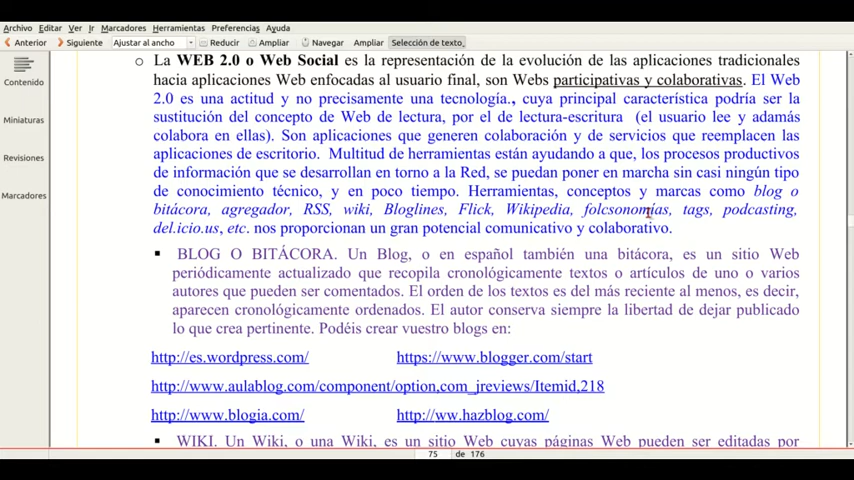 Archivo Editar Ver Ir Marcadores Herramientas Preferencias Ayuda
Anterior Siguiente Ajustar al ancho Reducir Ampliar Navegar Ampliar Selección de texto
Contenido
Miniaturas
Revisiones
Marcadores
o La WEB 2.0 o Web Social es la representación de la evolución de las aplicaciones tradicionales
hacia aplicaciones Web enfocadas al usuario final, son Webs participativas y colaborativas. El Web
2.0 es una actitud y no precisamente una tecnología., cuya principal característica podría ser la
sustitución del concepto de Web de lectura, por el de lectura-escritura (el usuario lee y adamás
colabora en ellas). Son aplicaciones que generen colaboración y de servicios que reemplacen las
aplicaciones de escritorio. Multitud de herramientas están ayudando a que, los procesos productivos
de información que se desarrollan en torno a la Red, se puedan poner en marcha sin casi ningún tipo
de conocimiento técnico, y en poco tiempo. Herramientas, conceptos y marcas como blog o
bitácora, agregador, RSS, wiki, Bloglines, Flick, Wikipedia, folcsonomías, tags, podcasting,
del.icio.us, etc. nos proporcionan un gran potencial comunicativo y colaborativo.
▪ BLOG O BITÁCORA. Un Blog, o en español también una bitácora, es un sitio Web
periódicamente actualizado que recopila cronológicamente textos o artículos de uno o varios
autores que pueden ser comentados. El orden de los textos es del más reciente al menos, es decir,
aparecen cronológicamente ordenados. El autor conserva siempre la libertad de dejar publicado
lo que crea pertinente. Podéis crear vuestro blogs en:
http://es.wordpress.com/ https://www.blogger.com/start
http://www.aulablog.com/component/option,com_jreviews/Itemid,218
http://www.blogia.com/ http://ww.hazblog.com/
▪ WIKI. Un Wiki, o una Wiki, es un sitio Web cuyas páginas Web pueden ser editadas por
75 de 176